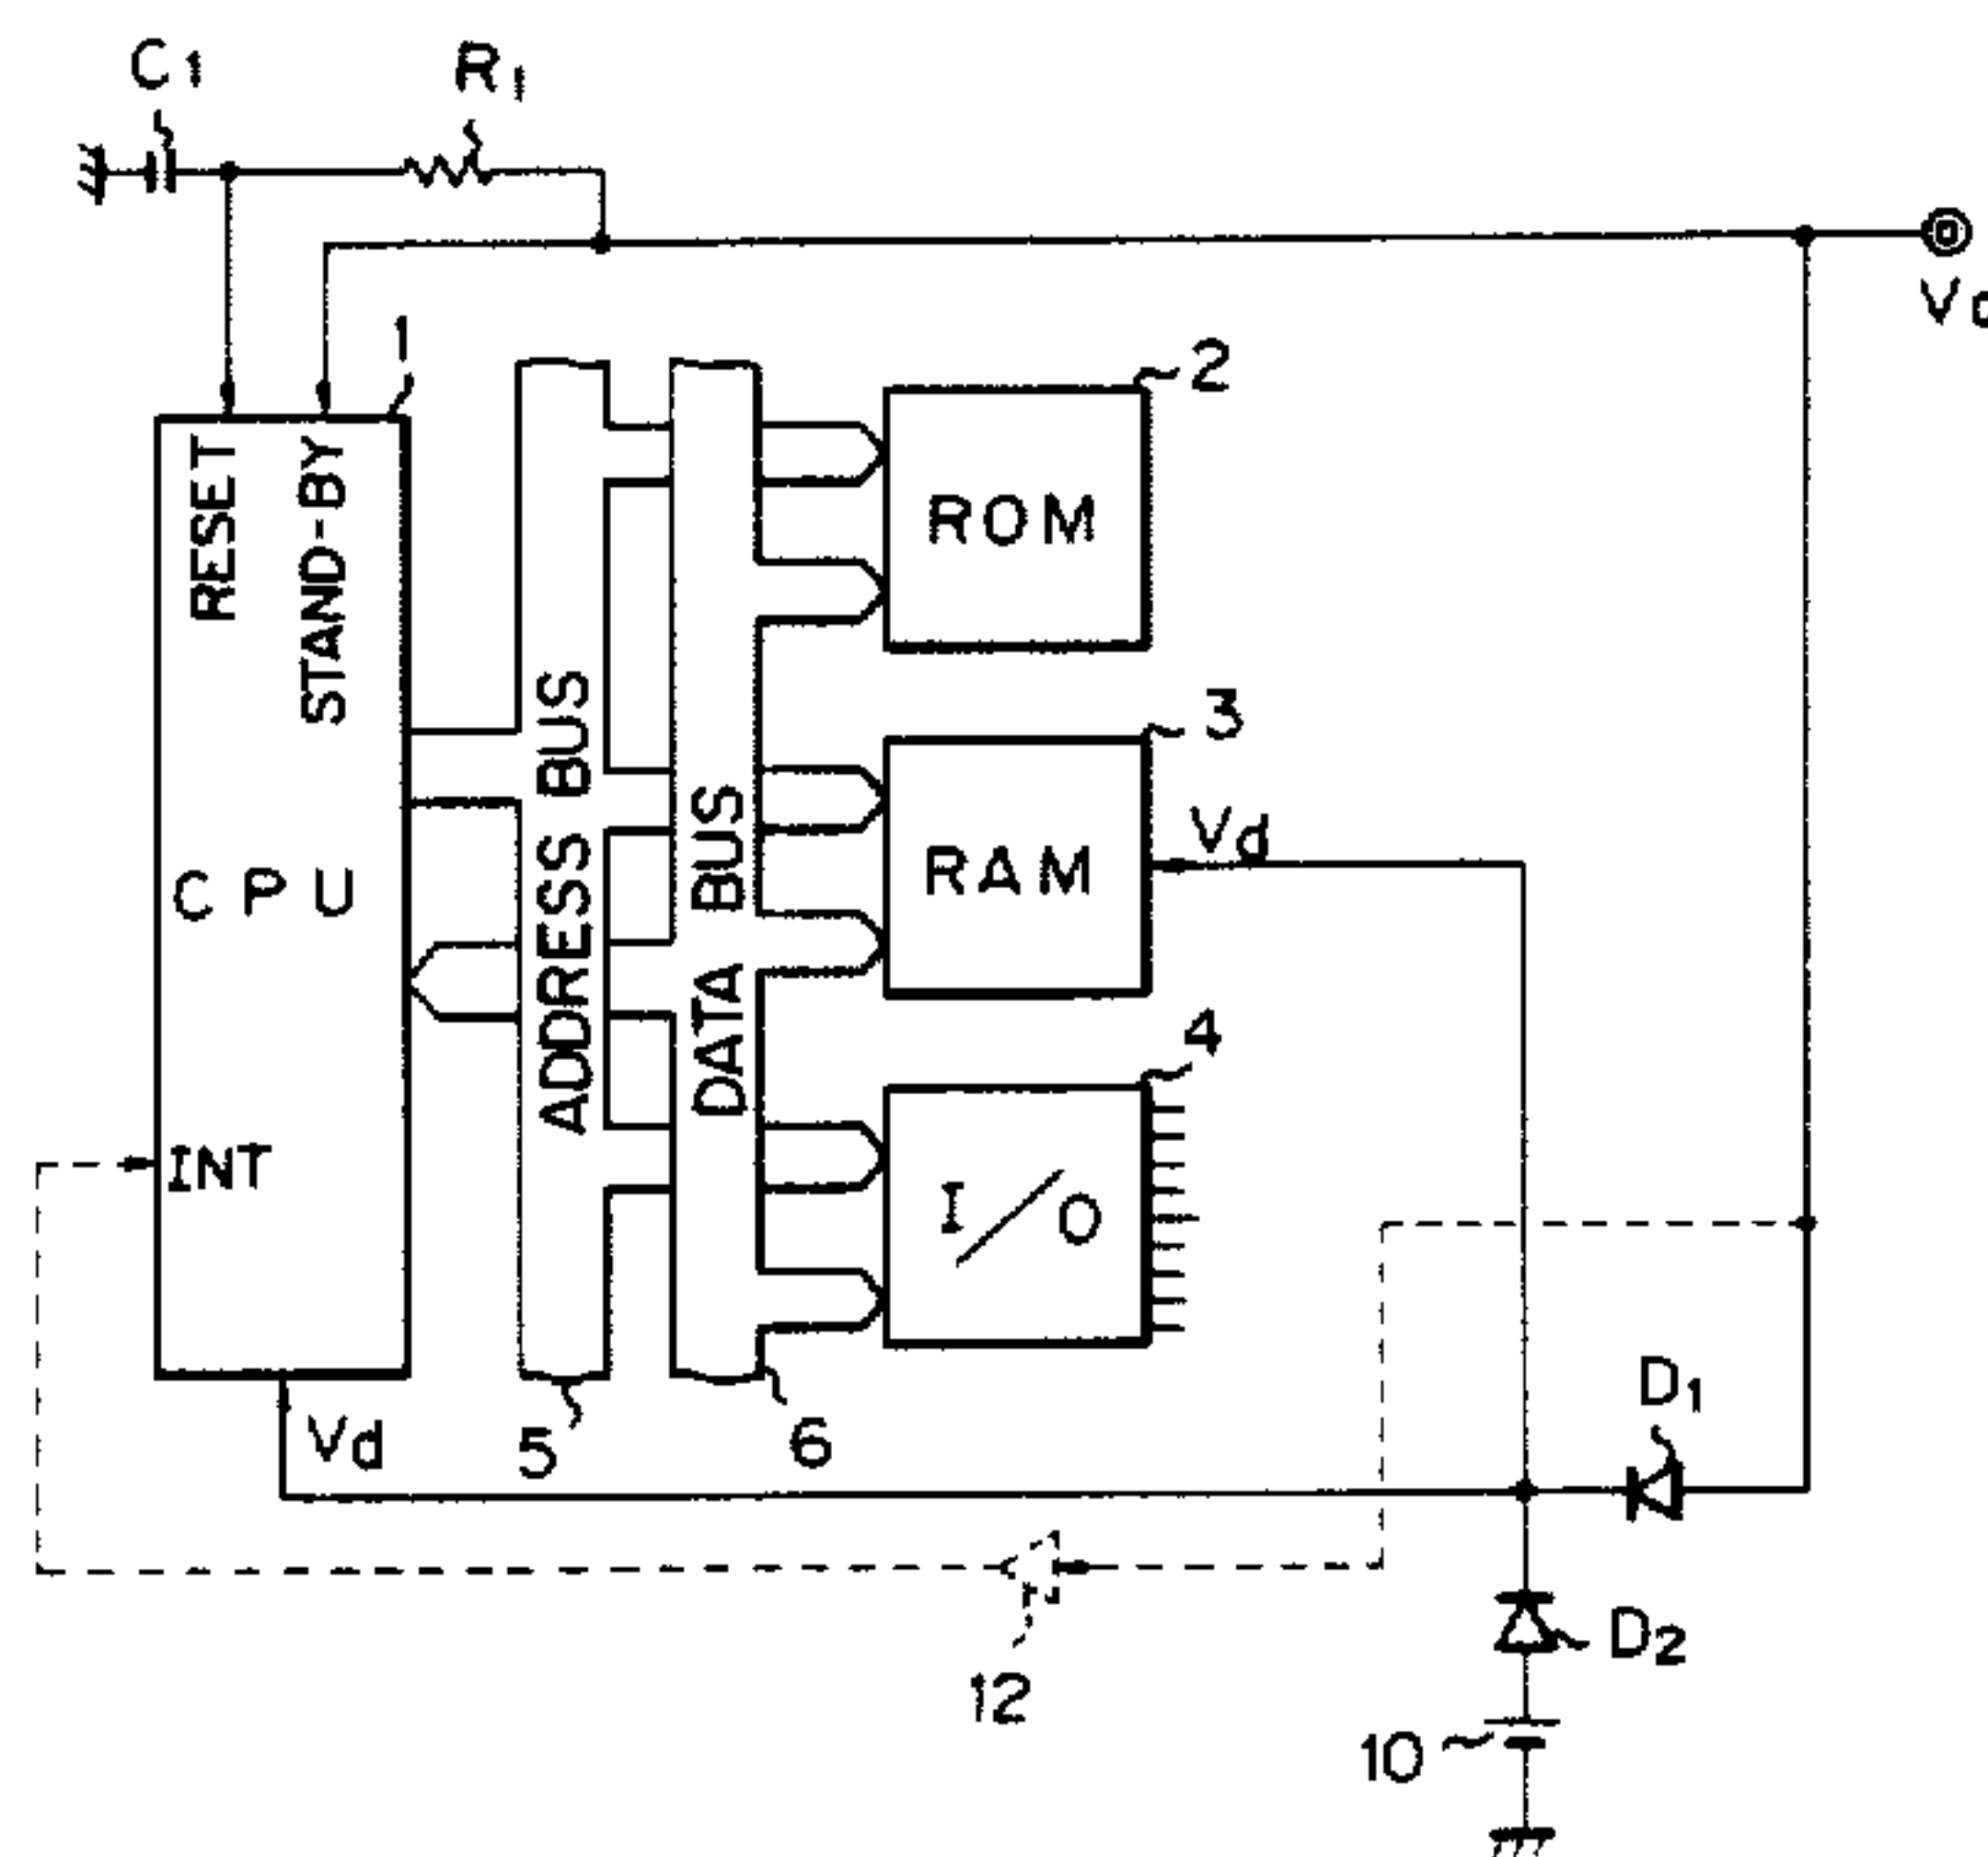 C1
R1
1
2
ROM
RESET
STAND-BY
3
ADDRESS BUS
DATA BUS
Vd
RAM
CPU
4
INT
I/O
D1
Vd
5
6
D2
12
10